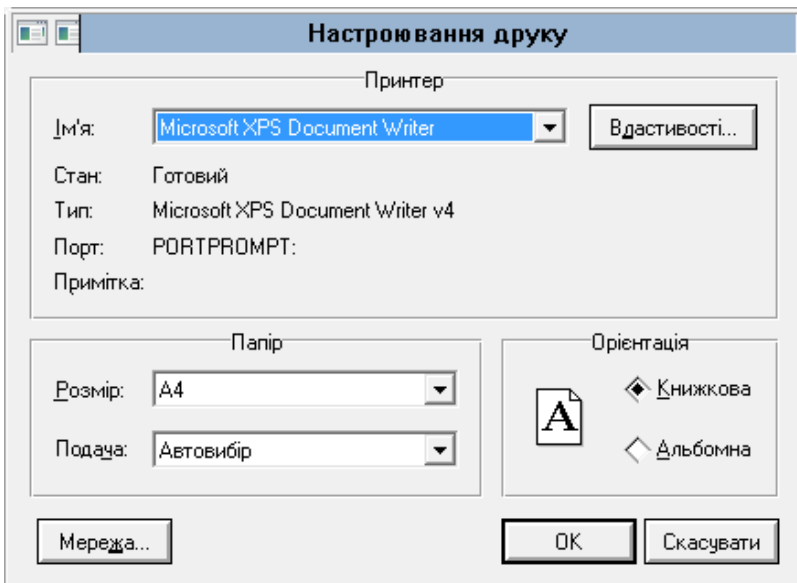 Настроювання друку
Принтер
Ім'я: Microsoft XPS Document Writer Вдастивості...
Стан: Готовий
Тип: Microsoft XPS Document Writer v4
Порт: PORTPROMPT:
Примітка:
Папір
Розмір: A4
Подача: Автовибір
Орієнтація
A
Книжкова
Альбомна
Мережа...
OK
Скасувати